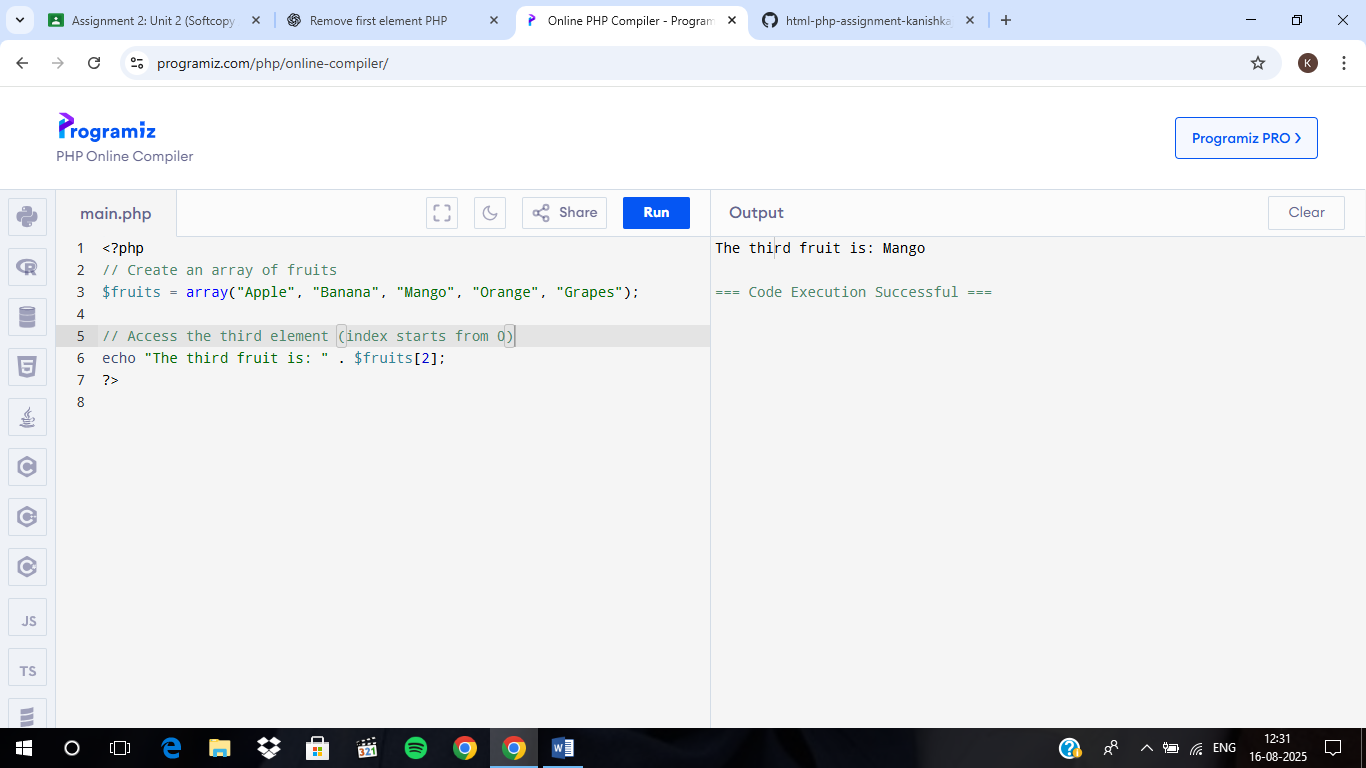 Assignment 2: Unit 2 (Softcopy
Remove first element PHP
Online PHP Compiler - Program
html-php-assignment-kanishka
programiz.com/php/online-compiler/
K
Programiz
PHP Online Compiler
Programiz PRO >
main.php
Share
Run
Output
Clear
1 <?php
2 // Create an array of fruits
3 $fruits = array("Apple", "Banana", "Mango", "Orange", "Grapes");
4
5 // Access the third element (index starts from 0)
6 echo "The third fruit is: " . $fruits[2];
7 ?>
8
The third fruit is: Mango
=== Code Execution Successful ===
JS
TS
321
ENG
12:31
16-08-2025